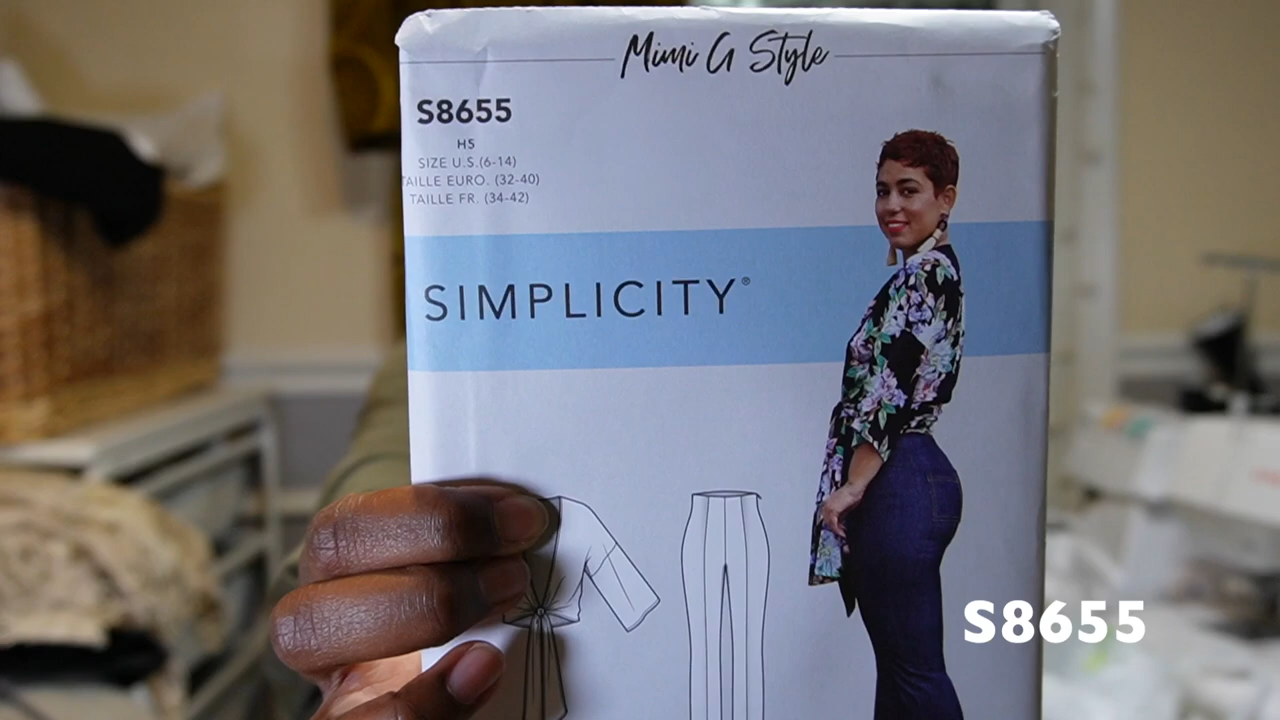 Mimi G Style
S8655
H5
SIZE U.S.(6-14)
TAILLE EURO. (32-40)
TAILLE FR. (34-42)
SIMPLICITY®
S8655